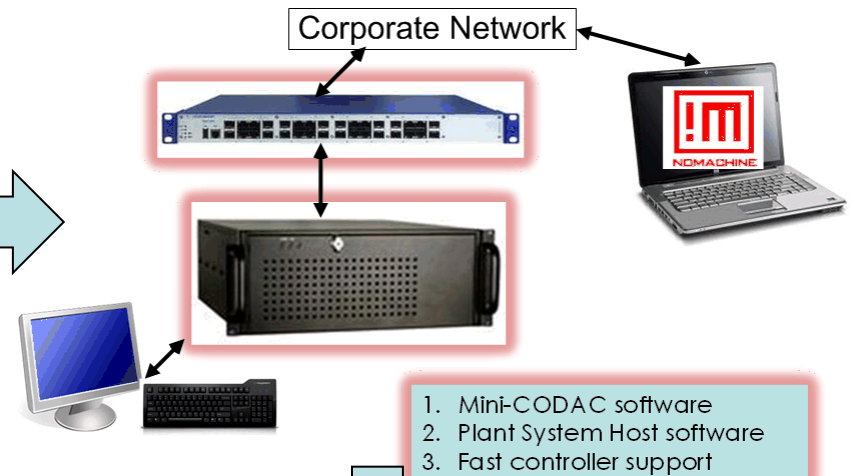 Corporate Network
NOMACHINE
1. Mini-CODAC software
2. Plant System Host software
3. Fast controller support